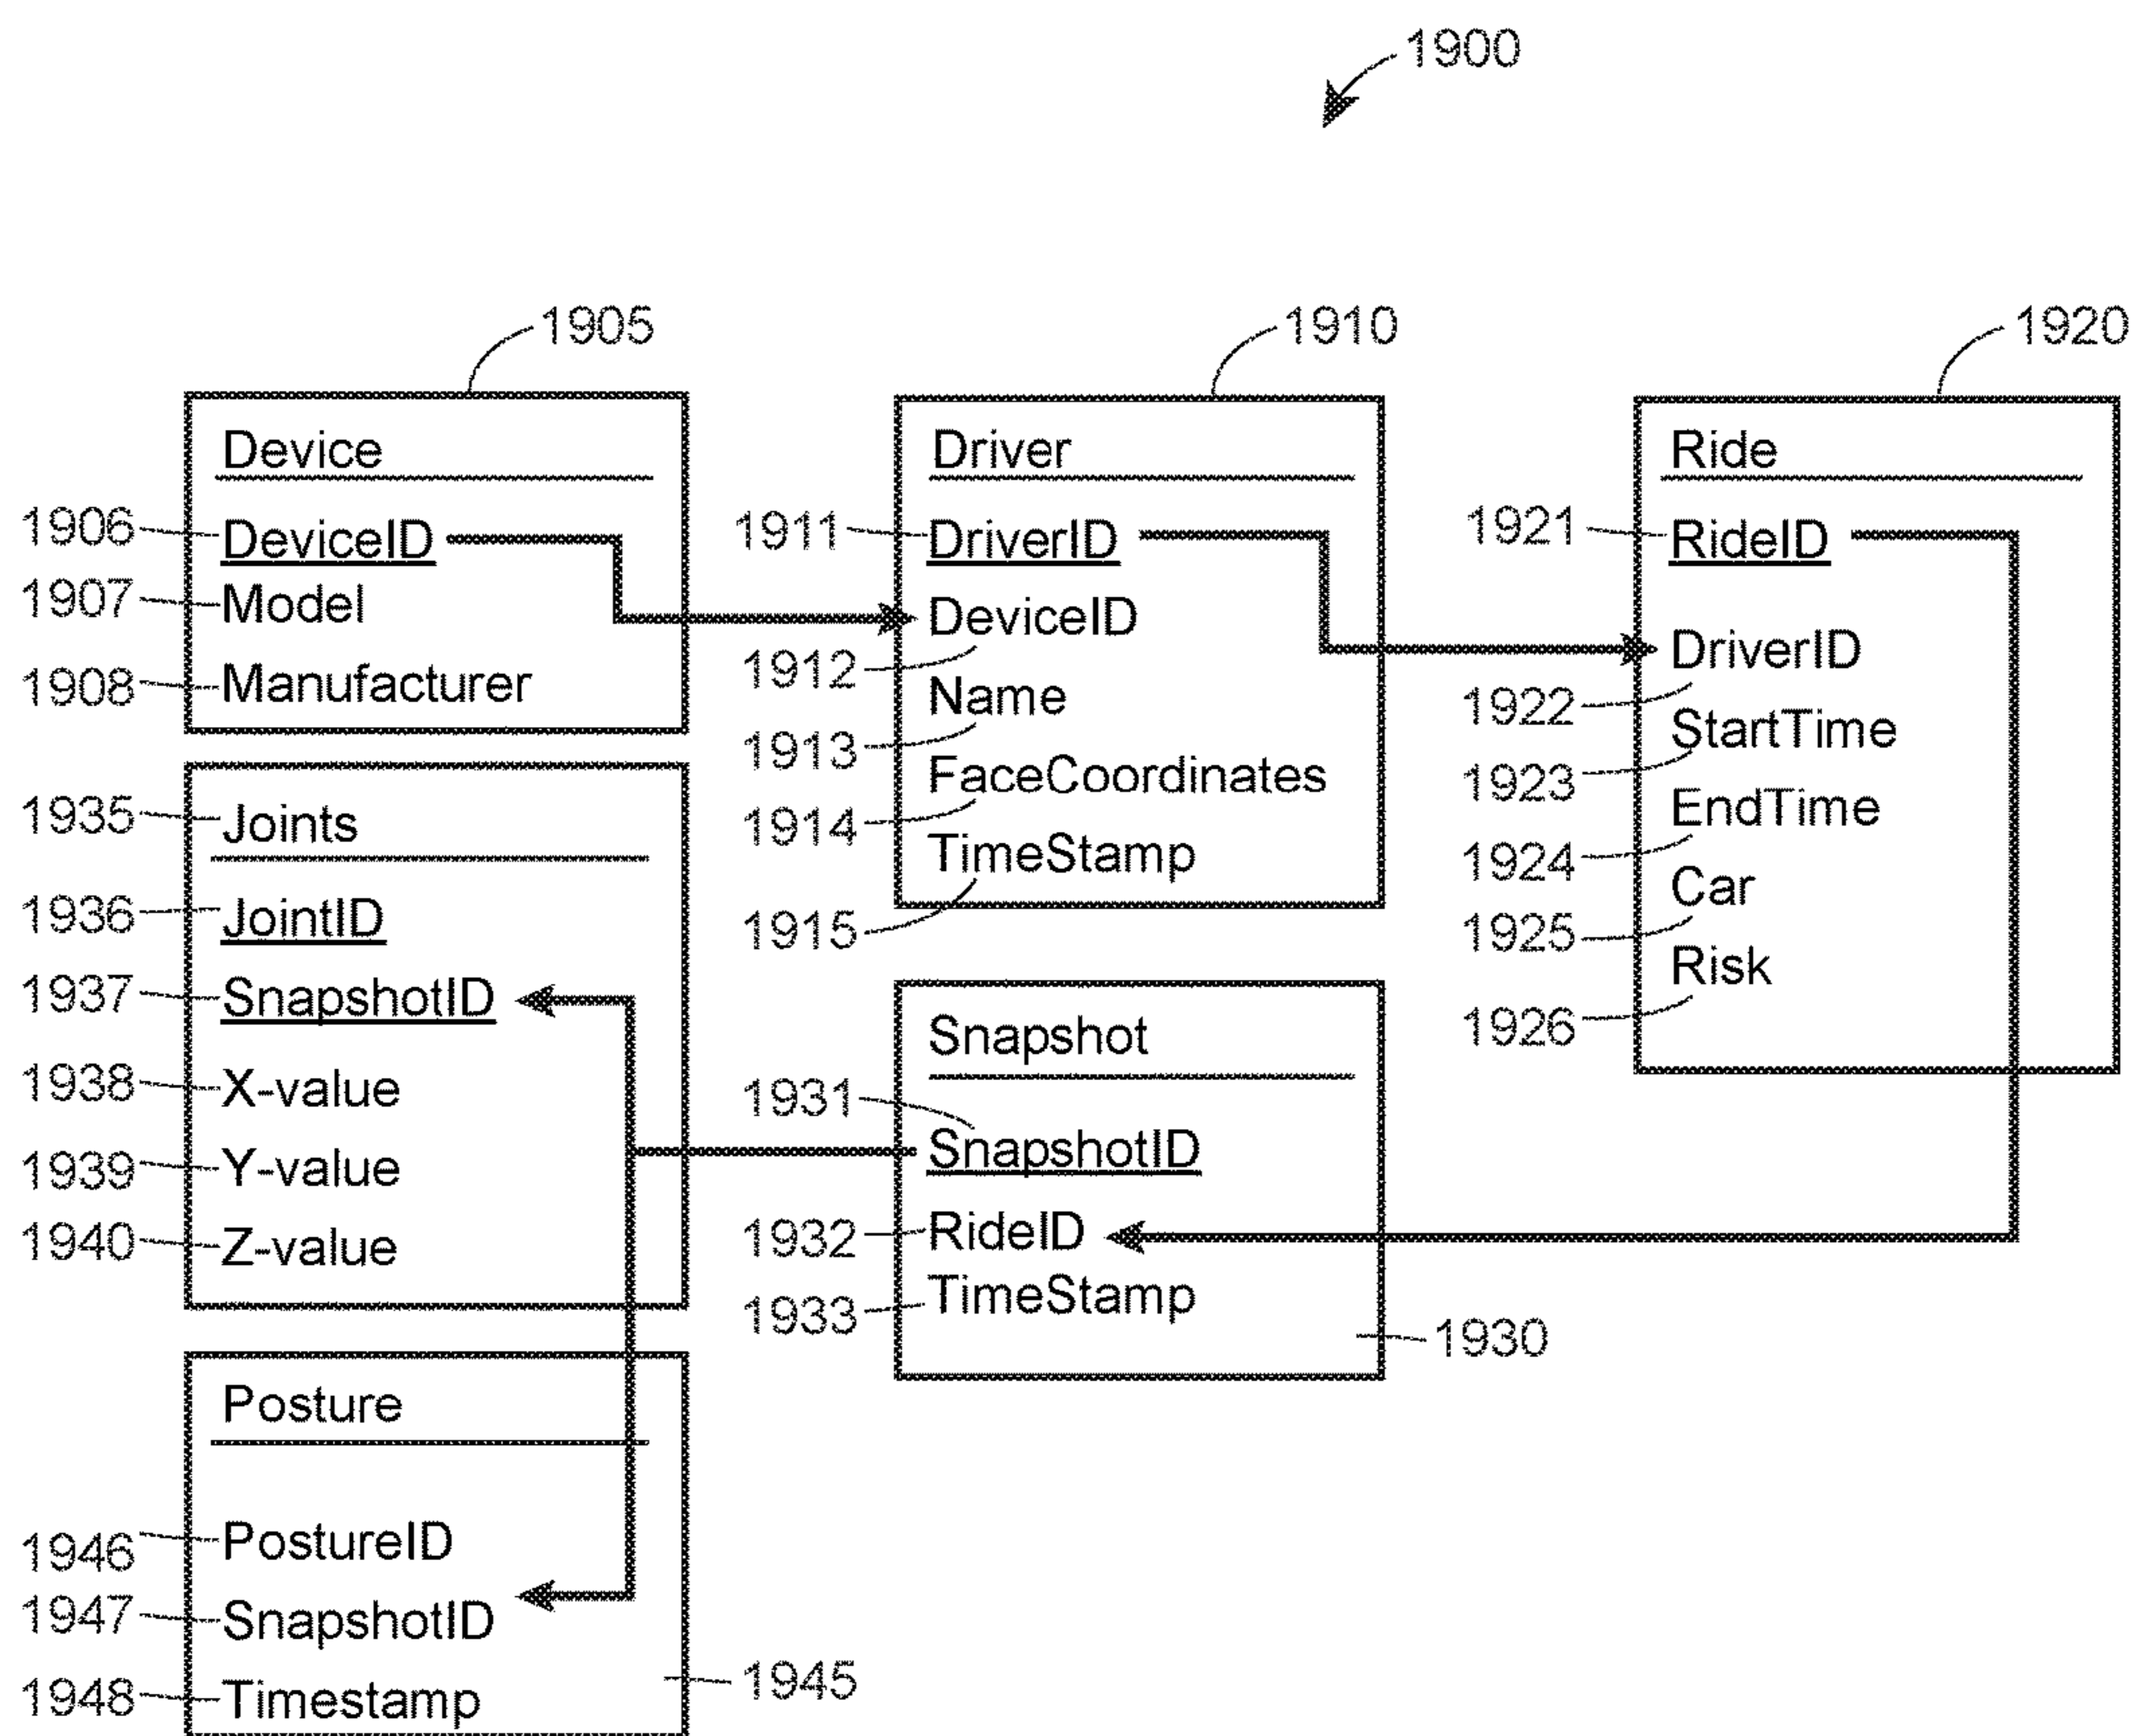 1900
1905
Device
1906 DeviceID
1907 Model
1908 Manufacturer
1910
Driver
1911 DriverID
DeviceID
1912
Name
1913
FaceCoordinates
1914
TimeStamp
1915
1920
Ride
1921 RideID
DriverID
1922
StartTime
1923
EndTime
1924
Car
1925
Risk
1926
1935 Joints
1936 JointID
1937 SnapshotID
1938 X-value
1939 Y-value
1940 Z-value
Snapshot
1931
SnapshotID
1932 RideID
1933 TimeStamp
1930
Posture
1946 PostureID
1947 SnapshotID
1948 Timestamp
1945